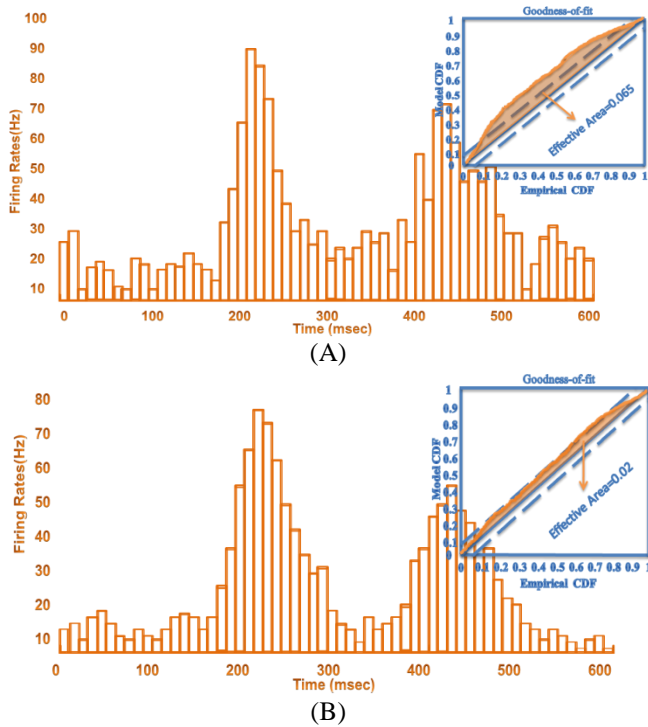 100
90
80
70
60
50
40
30
20
10
Firing Rates(Hz)
0 100 200 300 400 500 600
Time (msec)
Goodness-of-fit
1
0.9
0.8
0.7
0.6
0.5
0.4
0.3
0.2
0.1
0
Model CDF
Effective Area=0.065
0.1 0.2 0.3 0.4 0.5 0.6 0.7 0.8 0.9 1
Empirical CDF
(A)
80
70
60
50
40
30
20
10
Firing Rates(Hz)
0 100 200 300 400 500 600
Time (msec)
Goodness-of-fit
1
0.9
0.8
0.7
0.6
0.5
0.4
0.3
0.2
0.1
0
Model CDF
Effective Area=0.02
0 0.1 0.2 0.3 0.4 0.5 0.6 0.7 0.8 0.9 1
Empirical CDF
(B)